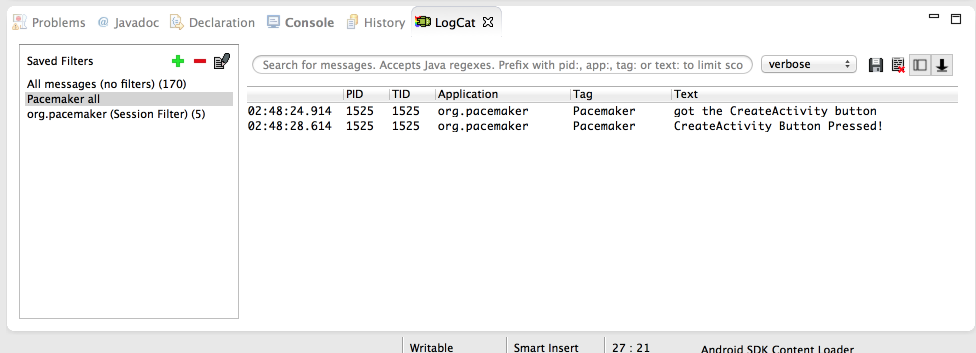 Problems @ Javadoc Declaration Console History LogCat
Saved Filters
All messages (no filters) (170)
Pacemaker all
org.pacemaker (Session Filter) (5)
Search for messages. Accepts Java regexes. Prefix with pid:, app:, tag: or text: to limit sco
verbose
PID TID Application Tag Text
02:48:24.914 1525 1525 org.pacemaker Pacemaker got the CreateActivity button
02:48:28.614 1525 1525 org.pacemaker Pacemaker CreateActivity Button Pressed!
Writable Smart Insert 27 : 21 Android SDK Content Loader